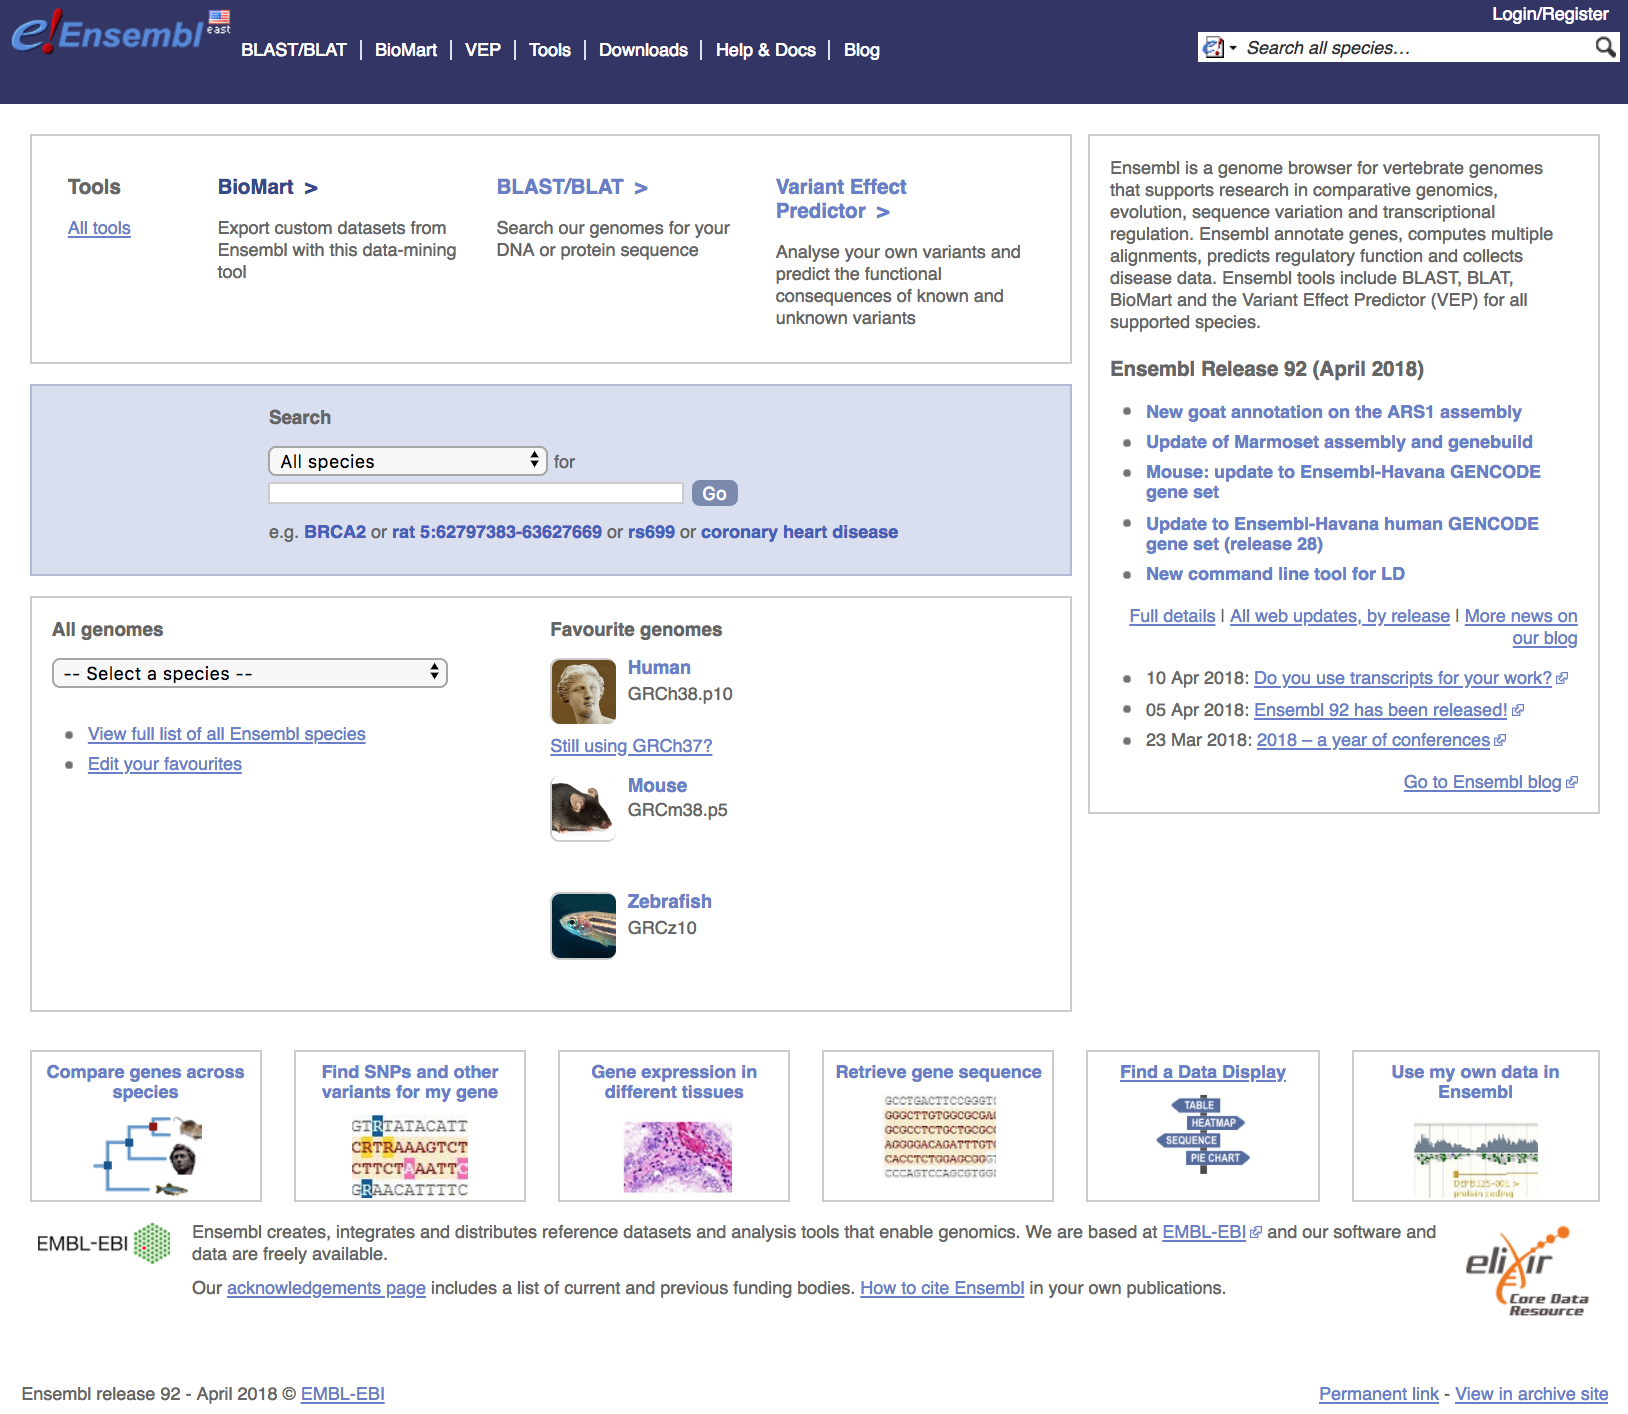 e!Ensembl east
Login/Register
BLAST/BLAT | BioMart | VEP | Tools | Downloads | Help & Docs | Blog
Search all species…
Tools
All tools
BioMart >
Export custom datasets from
Ensembl with this data-mining
tool
BLAST/BLAT >
Search our genomes for your
DNA or protein sequence
Variant Effect
Predictor >
Analyse your own variants and
predict the functional
consequences of known and
unknown variants
Search
All species for
Go
e.g. BRCA2 or rat 5:62797383-63627669 or rs699 or coronary heart disease
All genomes
-- Select a species --
View full list of all Ensembl species
Edit your favourites
Favourite genomes
Human
GRCh38.p10
Still using GRCh37?
Mouse
GRCm38.p5
Zebrafish
GRCz10
Ensembl is a genome browser for vertebrate genomes
that supports research in comparative genomics,
evolution, sequence variation and transcriptional
regulation. Ensembl annotate genes, computes multiple
alignments, predicts regulatory function and collects
disease data. Ensembl tools include BLAST, BLAT,
BioMart and the Variant Effect Predictor (VEP) for all
supported species.
Ensembl Release 92 (April 2018)
New goat annotation on the ARS1 assembly
Update of Marmoset assembly and genebuild
Mouse: update to Ensembl-Havana GENCODE
gene set
Update to Ensembl-Havana human GENCODE
gene set (release 28)
New command line tool for LD
Full details | All web updates, by release | More news on
our blog
10 Apr 2018: Do you use transcripts for your work?
05 Apr 2018: Ensembl 92 has been released!
23 Mar 2018: 2018 – a year of conferences
Go to Ensembl blog
Compare genes across
species
Find SNPs and other
variants for my gene
GTRTATACATT
CRTRAAAGTCT
CTTCTAAATTC
GRAACATTTTC
Gene expression in
different tissues
Retrieve gene sequence
GCCTGACTTCCGGGT
GGGCTTGTGGCGCGA
GCGCCTCTGCTGCGC
AGGGGACAGATTTGT
CACCTCTGGAGCGGG
CCCAGTCCAGCGTGG
Find a Data Display
TABLE
HEATMAP
SEQUENCE
PIE CHART
Use my own data in
Ensembl
protein coding
EMBL-EBI
Ensembl creates, integrates and distributes reference datasets and analysis tools that enable genomics. We are based at EMBL-EBI and our software and
data are freely available.
Our acknowledgements page includes a list of current and previous funding bodies. How to cite Ensembl in your own publications.
elixir
Core Data
Resource
Ensembl release 92 - April 2018 © EMBL-EBI
Permanent link - View in archive site